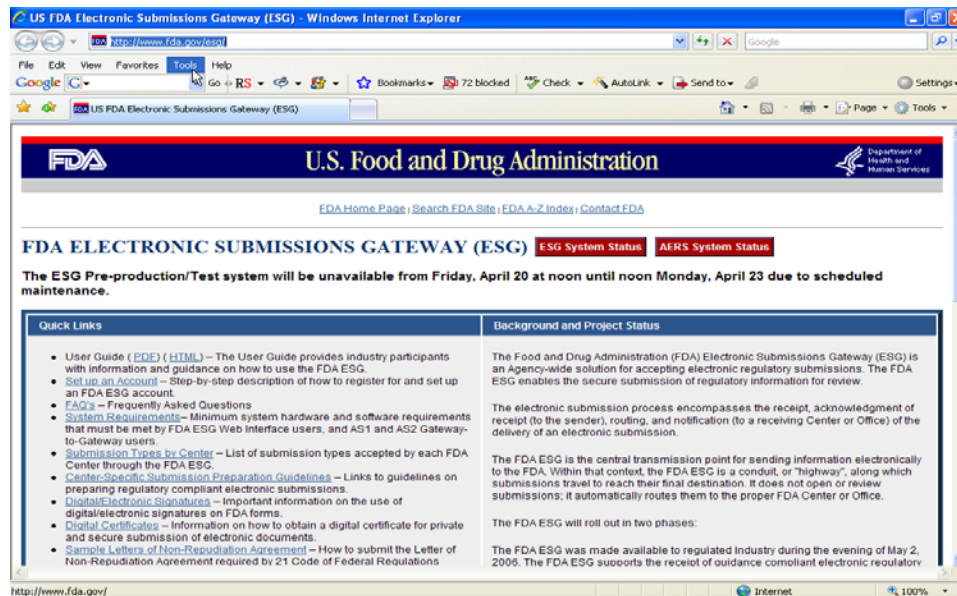 US FDA Electronic Submissions Gateway (ESG) - Windows Internet Explorer
FDA http://www.fda.gov/esg/ Google
File Edit View Favorites Tools Help
Google G Go RS Bookmarks 72 blocked Check AutoLink Send to Settings
FDA US FDA Electronic Submissions Gateway (ESG) Page Tools
FDA U.S. Food and Drug Administration
Department of
Health and
Human Services
FDA Home Page | Search FDA Site | FDA A-Z Index | Contact FDA
FDA ELECTRONIC SUBMISSIONS GATEWAY (ESG) ESG System Status AERS System Status
The ESG Pre-production/Test system will be unavailable from Friday, April 20 at noon until noon Monday, April 23 due to scheduled
maintenance.
Quick Links
• User Guide ( PDF) ( HTML) – The User Guide provides industry participants
with information and guidance on how to use the FDA ESG.
• Set up an Account – Step-by-step description of how to register for and set up
an FDA ESG account.
• FAQ's – Frequently Asked Questions
• System Requirements– Minimum system hardware and software requirements
that must be met by FDA ESG Web Interface users, and AS1 and AS2 Gateway-
to-Gateway users.
• Submission Types by Center – List of submission types accepted by each FDA
Center through the FDA ESG.
• Center-Specific Submission Preparation Guidelines – Links to guidelines on
preparing regulatory compliant electronic submissions.
• Digital/Electronic Signatures – Important information on the use of
digital/electronic signatures on FDA forms.
• Digital Certificates – Information on how to obtain a digital certificate for private
and secure submission of electronic documents.
• Sample Letters of Non-Repudiation Agreement – How to submit the Letter of
Non-Repudiation Agreement required by 21 Code of Federal Regulations
Background and Project Status
The Food and Drug Administration (FDA) Electronic Submissions Gateway (ESG) is
an Agency-wide solution for accepting electronic regulatory submissions. The FDA
ESG enables the secure submission of regulatory information for review.
The electronic submission process encompasses the receipt, acknowledgment of
receipt (to the sender), routing, and notification (to a receiving Center or Office) of the
delivery of an electronic submission.
The FDA ESG is the central transmission point for sending information electronically
to the FDA. Within that context, the FDA ESG is a conduit, or "highway", along which
submissions travel to reach their final destination. It does not open or review
submissions; it automatically routes them to the proper FDA Center or Office.
The FDA ESG will roll out in two phases:
The FDA ESG was made available to regulated Industry during the evening of May 2,
2006. The FDA ESG supports the receipt of guidance compliant electronic regulatory
http://www.fda.gov/ Internet 100%